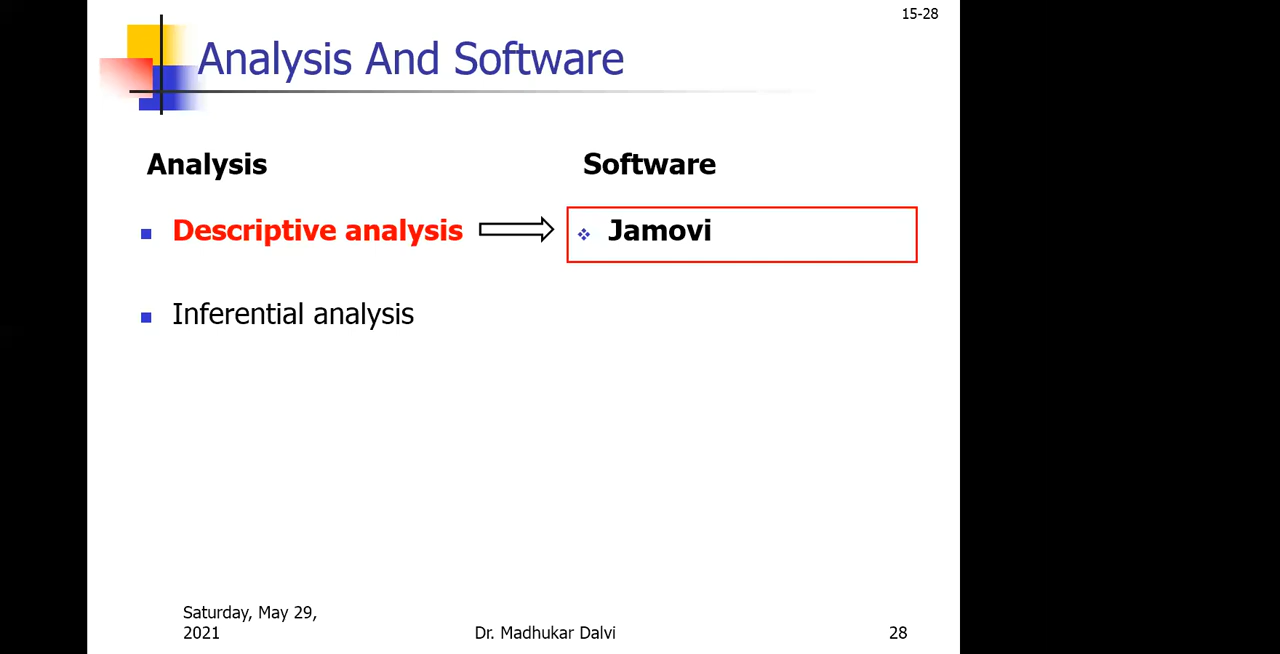 15-28
Analysis And Software
Analysis
Software
Descriptive analysis
Jamovi
Inferential analysis
Saturday, May 29,
2021
Dr. Madhukar Dalvi
28